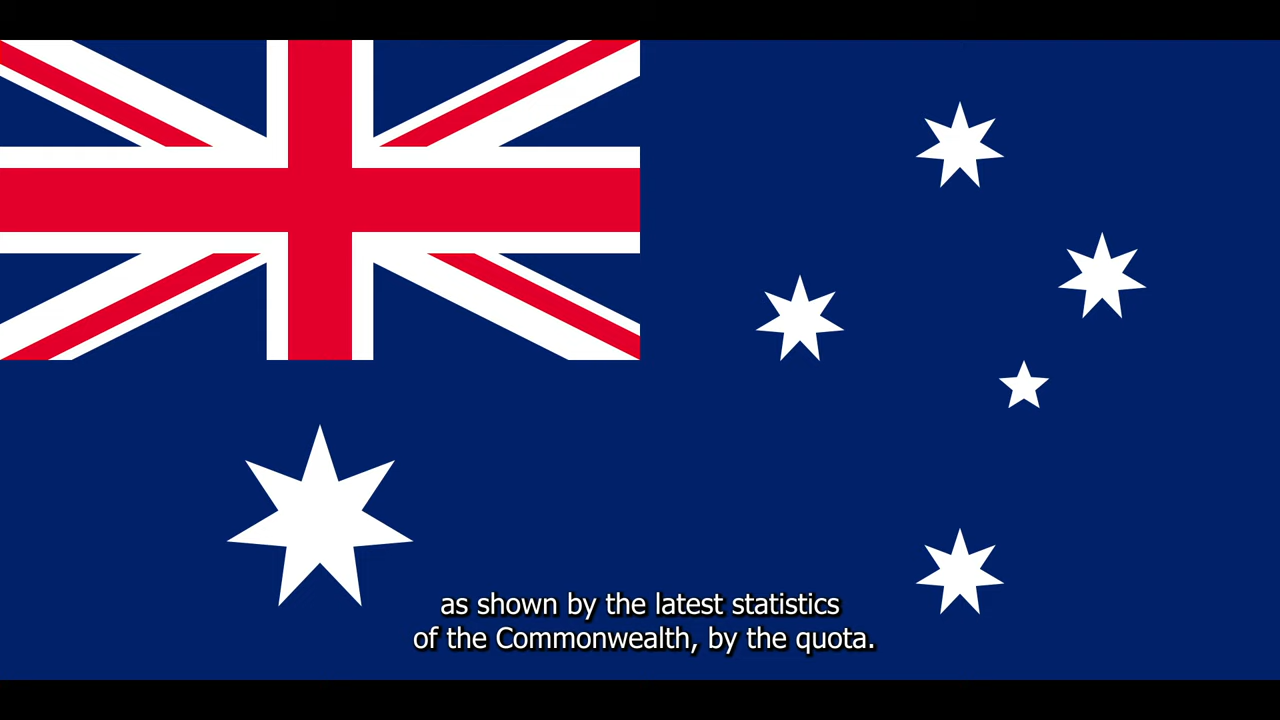 as shown by the latest statistics
of the Commonwealth, by the quota.